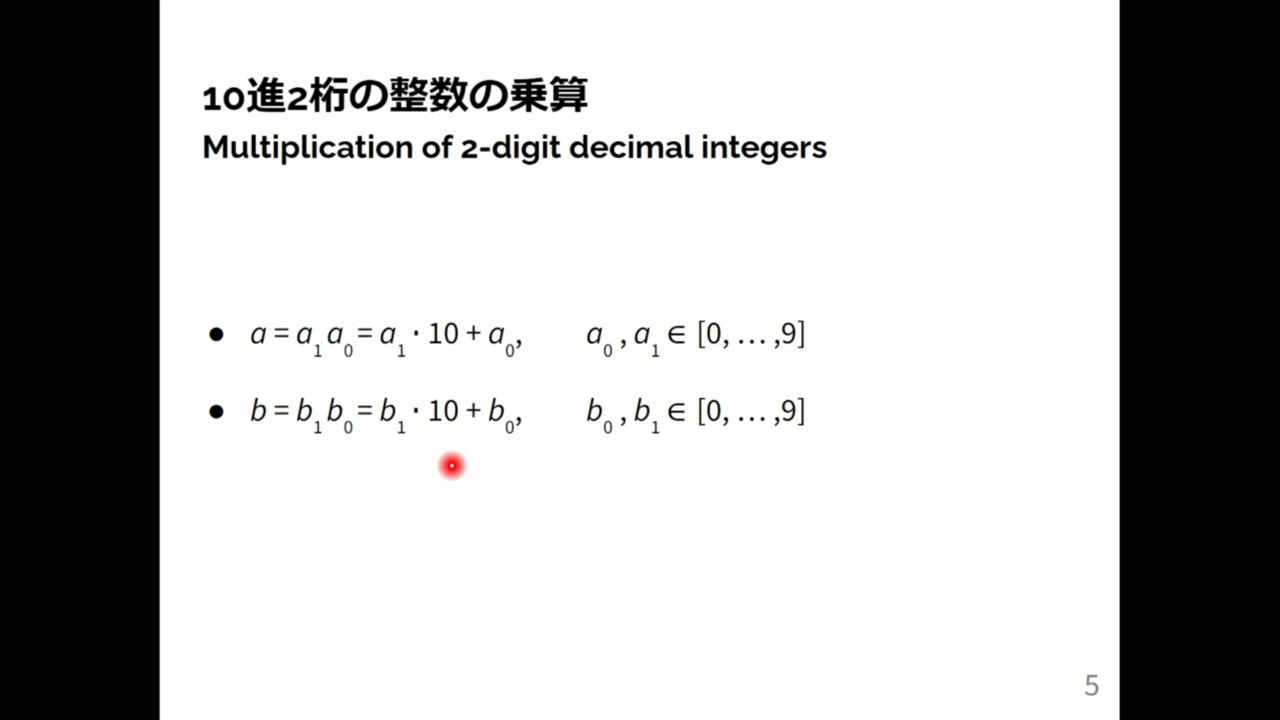 10進2桁の整数の乗算
Multiplication of 2-digit decimal integers
● a = a₁a₀ = a₁ · 10 + a₀, a₀ , a₁ ∈ [0, … ,9]
● b = b₁b₀ = b₁ · 10 + b₀, b₀ , b₁ ∈ [0, … ,9]
5